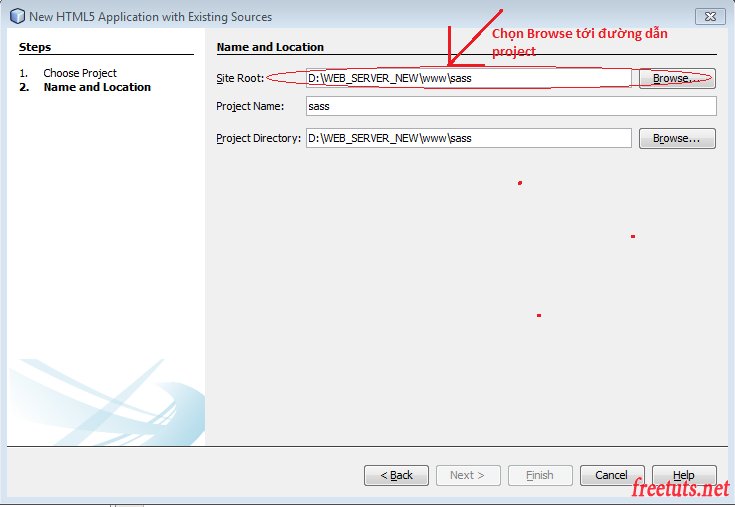 New HTML5 Application with Existing Sources
Steps
1. Choose Project
2. Name and Location
Chọn Browse tới đường dẫn
project
Name and Location
Site Root: D:\WEB_SERVER_NEW\www\sass Browse...
Project Name: sass
Project Directory: D:\WEB_SERVER_NEW\www\sass Browse...
< Back Next > Finish Cancel Help
freetuts.net